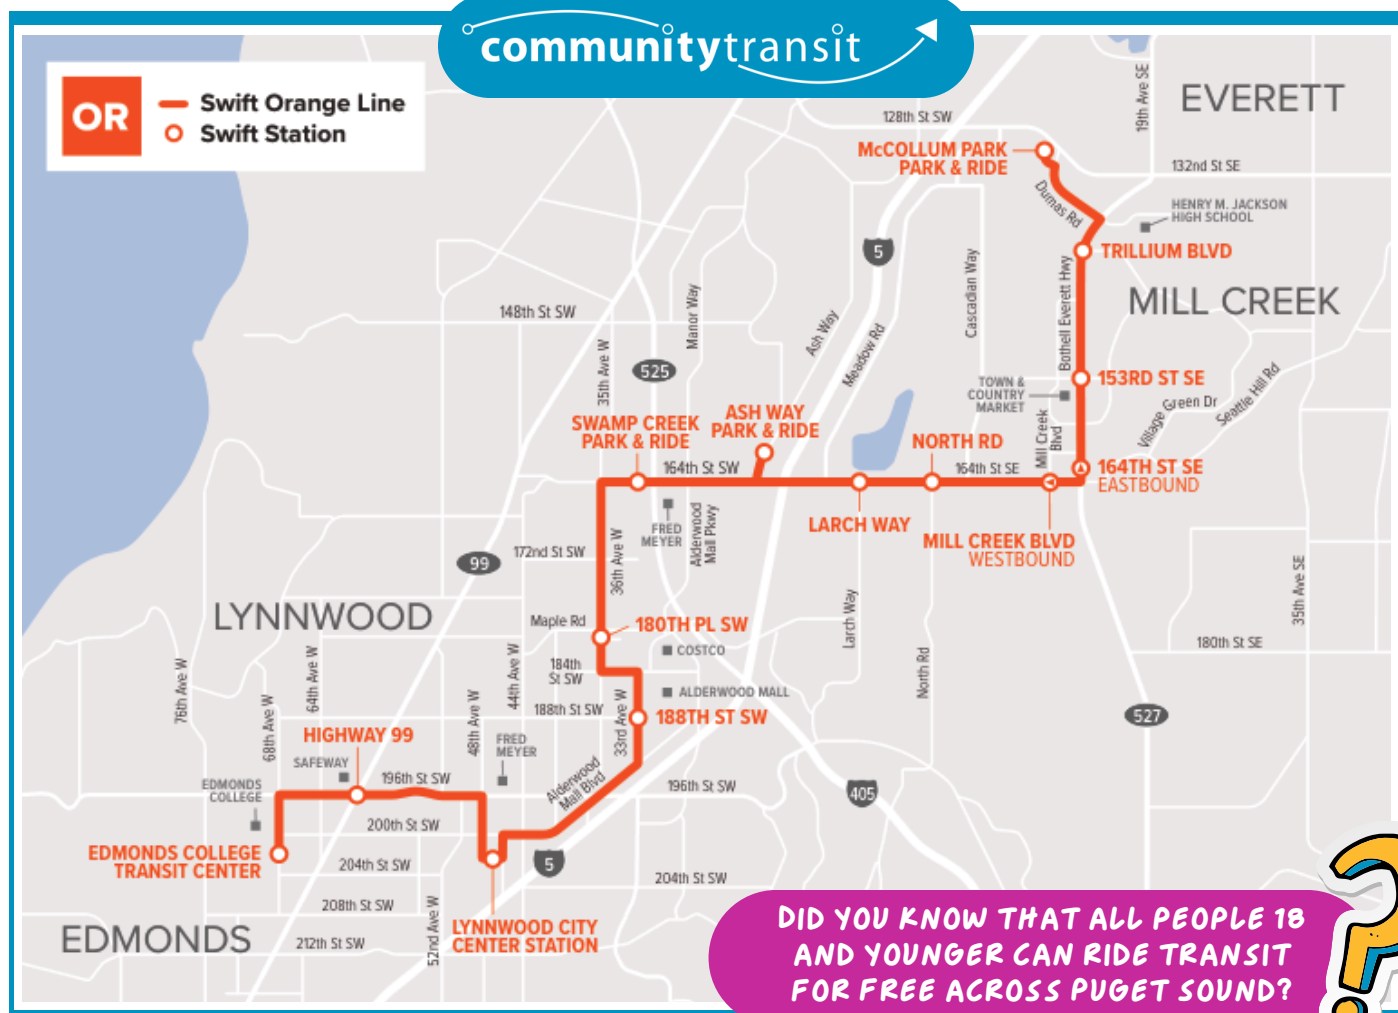 communitytransit
OR
Swift Orange Line
Swift Station
EVERETT
19th Ave SE
128th St SW
McCOLLUM PARK
PARK & RIDE
132nd St SE
Dumas Rd
HENRY M. JACKSON
HIGH SCHOOL
5
TRILLIUM BLVD
Cascadian Way
Bothell Everett Hwy
MILL CREEK
148th St SW
Manor Way
Ash Way
Meadow Rd
35th Ave W
525
153RD ST SE
TOWN &
COUNTRY
MARKET
Village Green Dr
Seattle Hill Rd
SWAMP CREEK
PARK & RIDE
ASH WAY
PARK & RIDE
NORTH RD
Mill Creek
Blvd
164th St SW
164th St SE
164TH ST SE
EASTBOUND
FRED
MEYER
Alderwood
Mall Pkwy
LARCH WAY
MILL CREEK BLVD
WESTBOUND
99
172nd St SW
36th Ave W
35th Ave SE
LYNNWOOD
Maple Rd
180TH PL SW
Larch Way
North Rd
180th St SE
COSTCO
184th
St SW
76th Ave W
68th Ave W
64th Ave W
48th Ave W
44th Ave W
188th St SW
33rd Ave W
ALDERWOOD MALL
188TH ST SW
527
HIGHWAY 99
SAFEWAY
FRED
MEYER
196th St SW
EDMONDS
COLLEGE
Alderwood
Mall Blvd
196th St SW
405
200th St SW
EDMONDS COLLEGE
TRANSIT CENTER
204th St SW
5
204th St SW
208th St SW
52nd Ave W
LYNNWOOD CITY
CENTER STATION
EDMONDS
212th St SW
DID YOU KNOW THAT ALL PEOPLE 18
AND YOUNGER CAN RIDE TRANSIT
FOR FREE ACROSS PUGET SOUND?
?